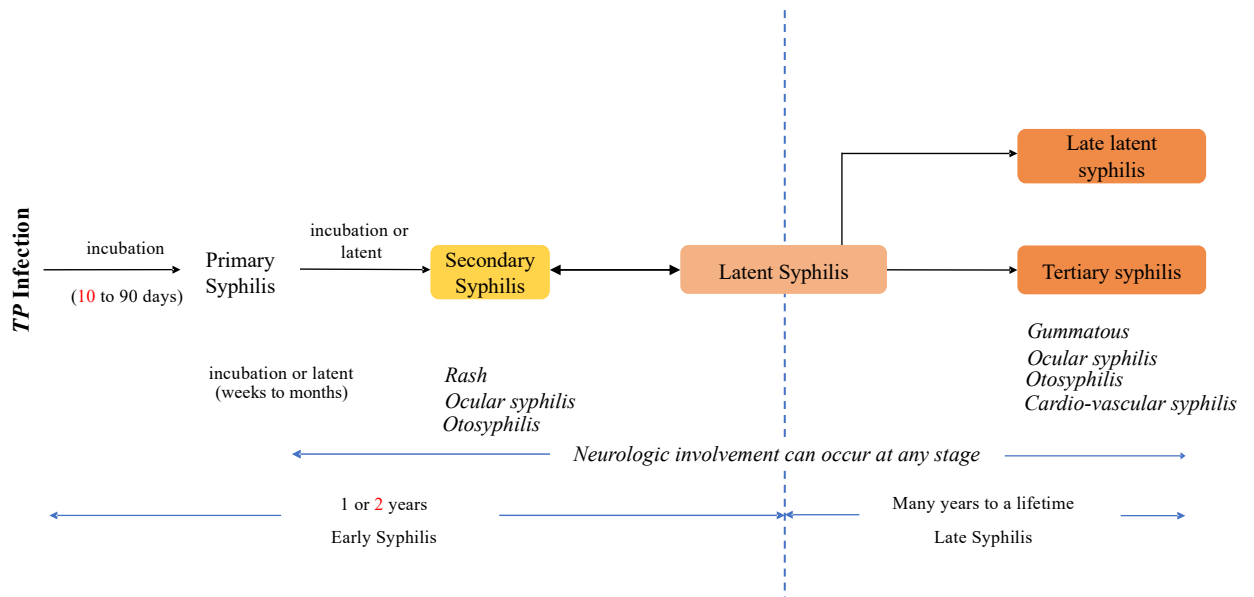 TP Infection
incubation
(10 to 90 days)
Primary
Syphilis
incubation or
latent
Secondary
Syphilis
Latent Syphilis
Late latent
syphilis
Tertiary syphilis
incubation or latent
(weeks to months)
Rash
Ocular syphilis
Otosyphilis
Gummatous
Ocular syphilis
Otosyphilis
Cardio-vascular syphilis
Neurologic involvement can occur at any stage
1 or 2 years
Early Syphilis
Many years to a lifetime
Late Syphilis